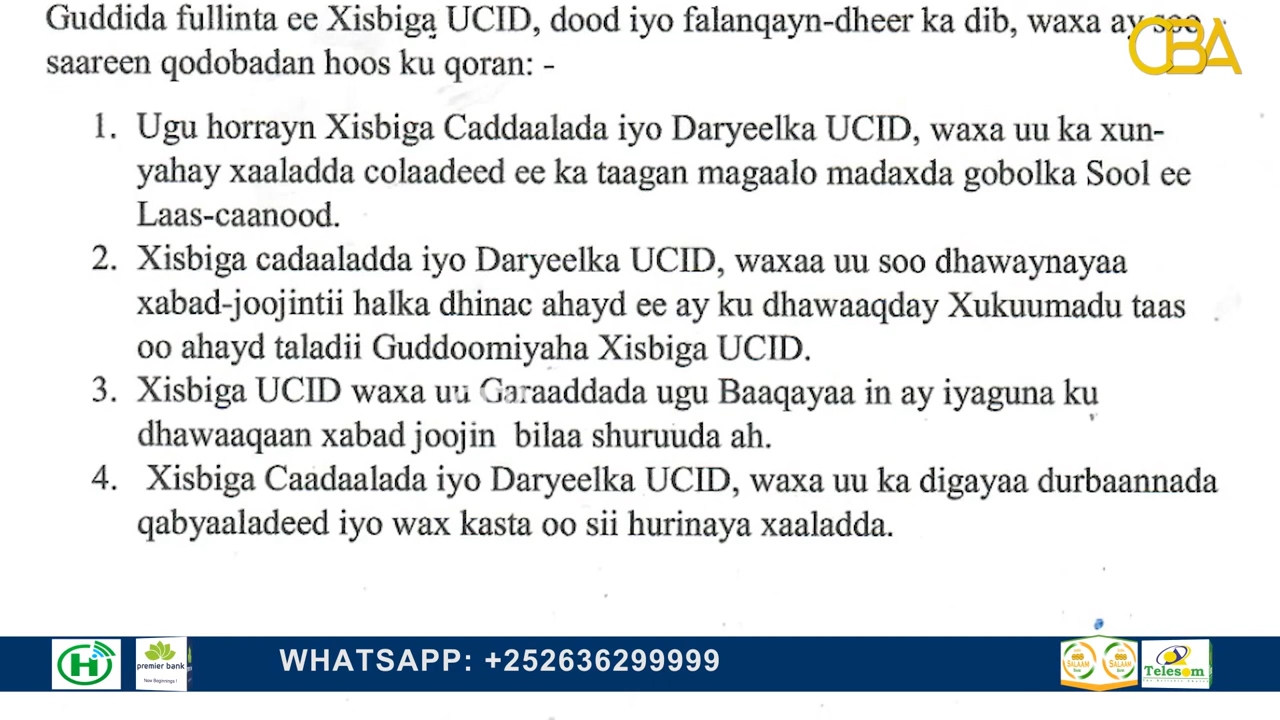 Guddida fullinta ee Xisbiga UCID, dood iyo falanqayn-dheer ka dib, waxa ay soo
CBA
saareen qodobadan hoos ku qoran: -
1. Ugu horrayn Xisbiga Caddaalada iyo Daryeelka UCID, waxa uu ka xun-
yahay xaaladda colaadeed ee ka taagan magaalo madaxda gobolka Sool ee
Laas-caanood.
2. Xisbiga cadaaladda iyo Daryeelka UCID, waxaa uu soo dhawaynayaa
xabad-joojintii halka dhinac ahayd ee ay ku dhawaaqday Xukuumadu taas
oo ahayd taladii Guddoomiyaha Xisbiga UCID.
3. Xisbiga UCID waxa uu Garaaddada ugu Baaqayaa in ay iyaguna ku
dhawaaqaan xabad joojin bilaa shuruuda ah.
4. Xisbiga Caadaalada iyo Daryeelka UCID, waxa uu ka digayaa durbaannada
qabyaaladeed iyo wax kasta oo sii hurinaya xaaladda.
H
premier bank
New Beginnings !
WHATSAPP: +252636299999
SALAAM
SALAAM
Telesom